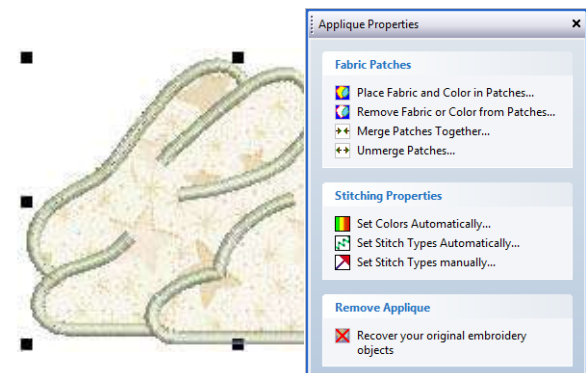 Applique Properties
Fabric Patches
Place Fabric and Color in Patches...
Remove Fabric or Color from Patches...
Merge Patches Together...
Unmerge Patches...
Stitching Properties
Set Colors Automatically...
Set Stitch Types Automatically...
Set Stitch Types manually...
Remove Applique
Recover your original embroidery
objects